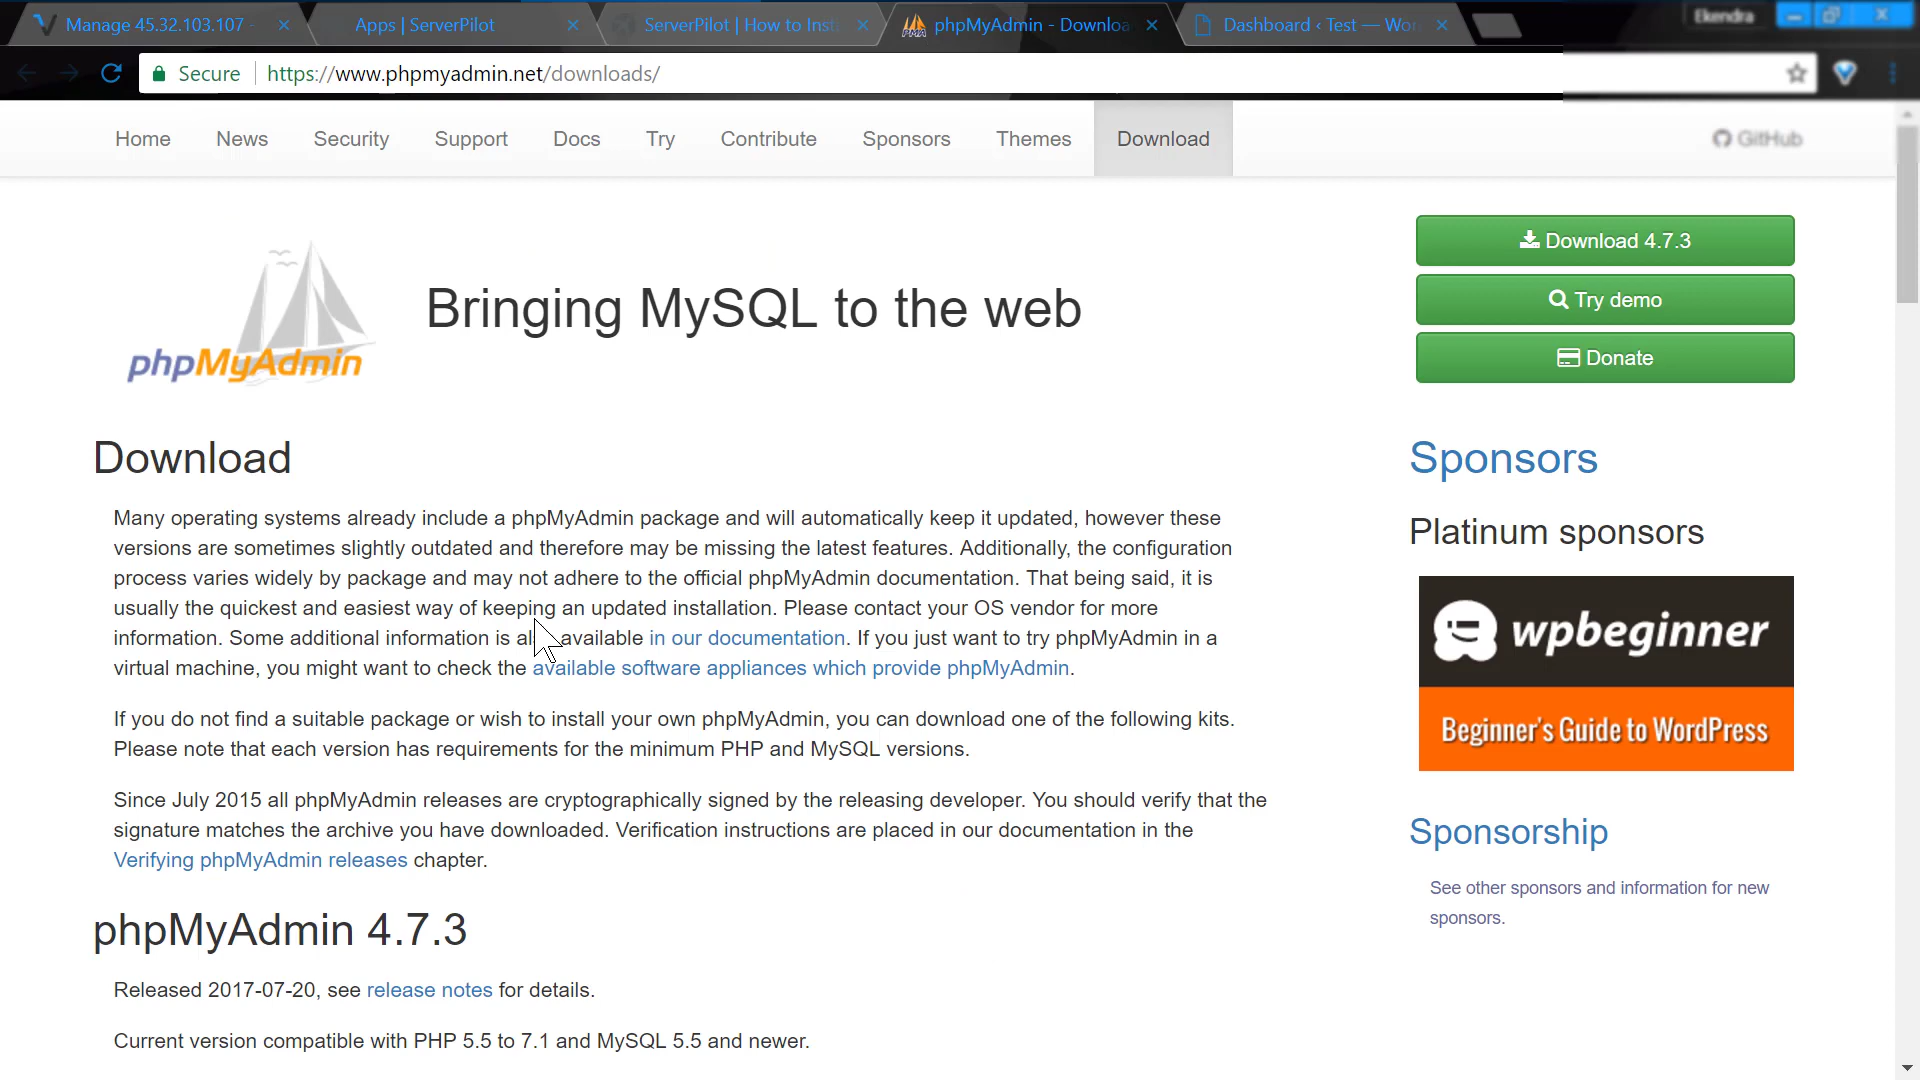 Manage 45.32.103.107 -
Apps | ServerPilot
ServerPilot | How to Inst
phpMyAdmin - Downloa
Dashboard ‹ Test — Wor
Ekendra
Secure
https://www.phpmyadmin.net/downloads/
Home
News
Security
Support
Docs
Try
Contribute
Sponsors
Themes
Download
GitHub
phpMyAdmin
Bringing MySQL to the web
Download 4.7.3
Try demo
Donate
Download
Many operating systems already include a phpMyAdmin package and will automatically keep it updated, however these
versions are sometimes slightly outdated and therefore may be missing the latest features. Additionally, the configuration
process varies widely by package and may not adhere to the official phpMyAdmin documentation. That being said, it is
usually the quickest and easiest way of keeping an updated installation. Please contact your OS vendor for more
information. Some additional information is al available in our documentation. If you just want to try phpMyAdmin in a
virtual machine, you might want to check the available software appliances which provide phpMyAdmin.
If you do not find a suitable package or wish to install your own phpMyAdmin, you can download one of the following kits.
Please note that each version has requirements for the minimum PHP and MySQL versions.
Since July 2015 all phpMyAdmin releases are cryptographically signed by the releasing developer. You should verify that the
signature matches the archive you have downloaded. Verification instructions are placed in our documentation in the
Verifying phpMyAdmin releases chapter.
phpMyAdmin 4.7.3
Released 2017-07-20, see release notes for details.
Current version compatible with PHP 5.5 to 7.1 and MySQL 5.5 and newer.
Sponsors
Platinum sponsors
wpbeginner
Beginner's Guide to WordPress
Sponsorship
See other sponsors and information for new
sponsors.